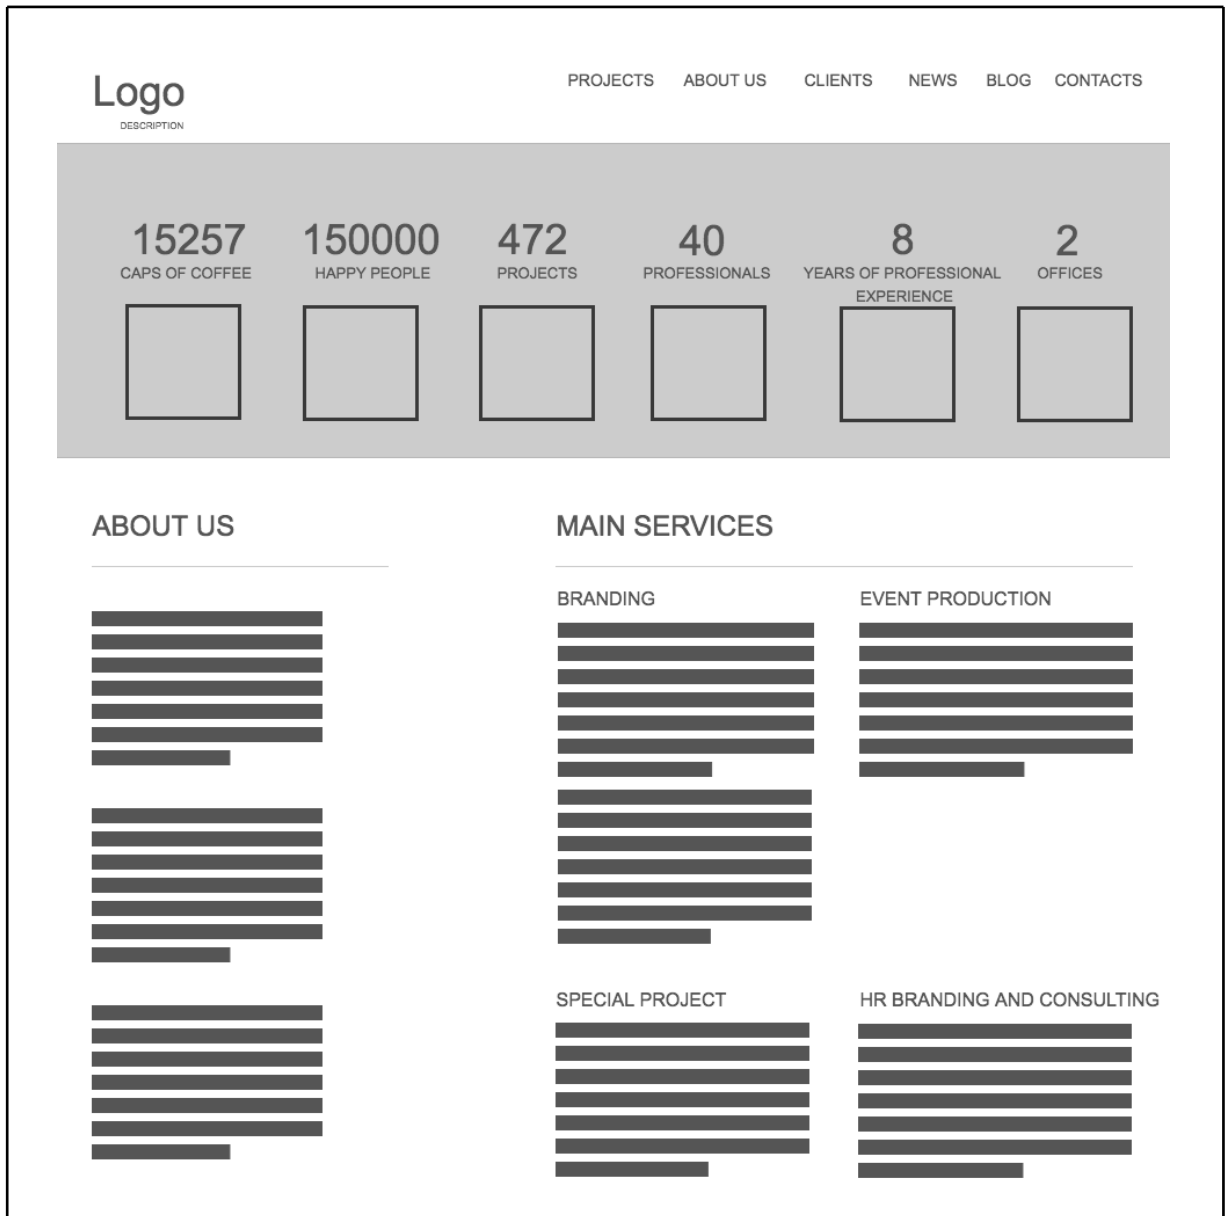 Logo
DESCRIPTION
PROJECTS ABOUT US CLIENTS NEWS BLOG CONTACTS
15257
CAPS OF COFFEE
150000
HAPPY PEOPLE
472
PROJECTS
40
PROFESSIONALS
8
YEARS OF PROFESSIONAL
EXPERIENCE
2
OFFICES
ABOUT US
MAIN SERVICES
BRANDING
EVENT PRODUCTION
SPECIAL PROJECT
HR BRANDING AND CONSULTING